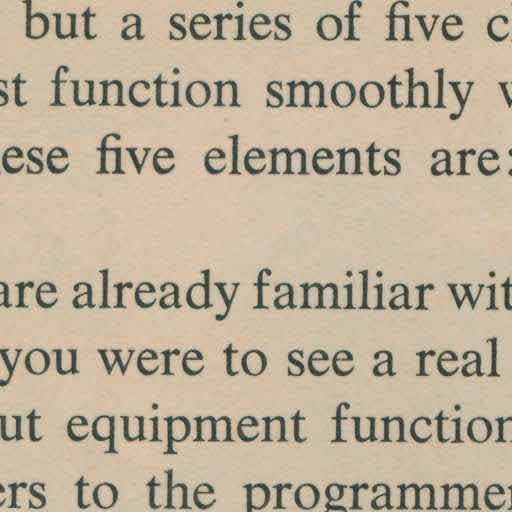 but a series of five c
st function smoothly
ese five elements are:
are already familiar wit
you were to see a real
ut equipment function
ers to the programme